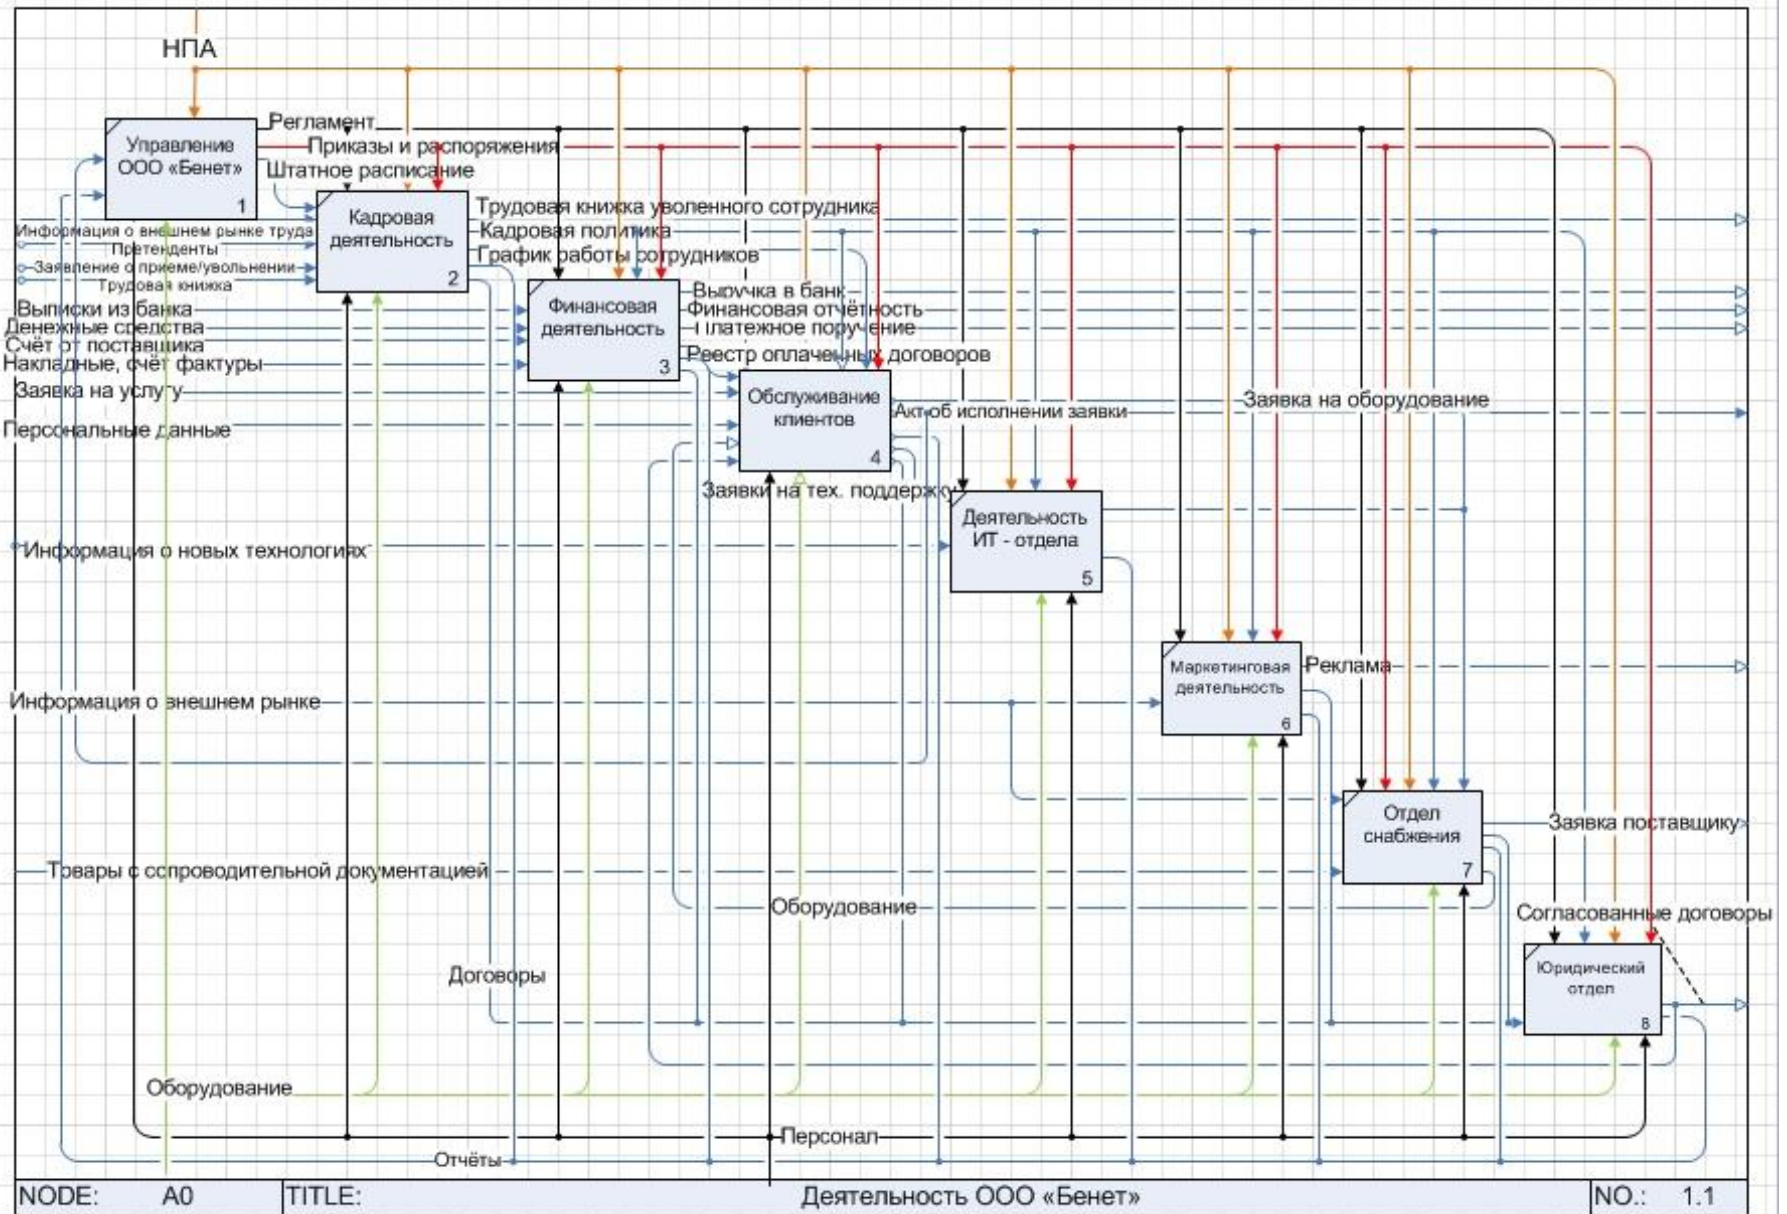 НПА
Регламент
Управление
ООО «Бенет»
1
Приказы и распоряжения
Штатное расписание
Кадровая
деятельность
2
Трудовая книжка уволенного сотрудника
Кадровая политика
График работы сотрудников
Информация о внешнем рынке труда
Претенденты
Заявление о приеме/увольнении
Трудовая книжка
Выписки из банка
Денежные средства
Счёт от поставщика
Накладные, счёт фактуры
Заявка на услугу
Персональные данные
Финансовая
деятельность
3
Выручка в банк
Финансовая отчётность
Платежное поручение
Реестр оплаченных договоров
Обслуживание
клиентов
4
Акт об исполнении заявки
Заявка на оборудование
Заявки на тех. поддержку
Деятельность
ИТ - отдела
5
Информация о новых технологиях
Маркетинговая
деятельность
6
Реклама
Информация о внешнем рынке
Отдел
снабжения
7
Заявка поставщику
Товары с сопроводительной документацией
Оборудование
Согласованные договоры
Юридический
отдел
8
Договоры
Оборудование
Персонал
Отчёты
NODE: A0 TITLE: Деятельность ООО «Бенет» NO.: 1.1